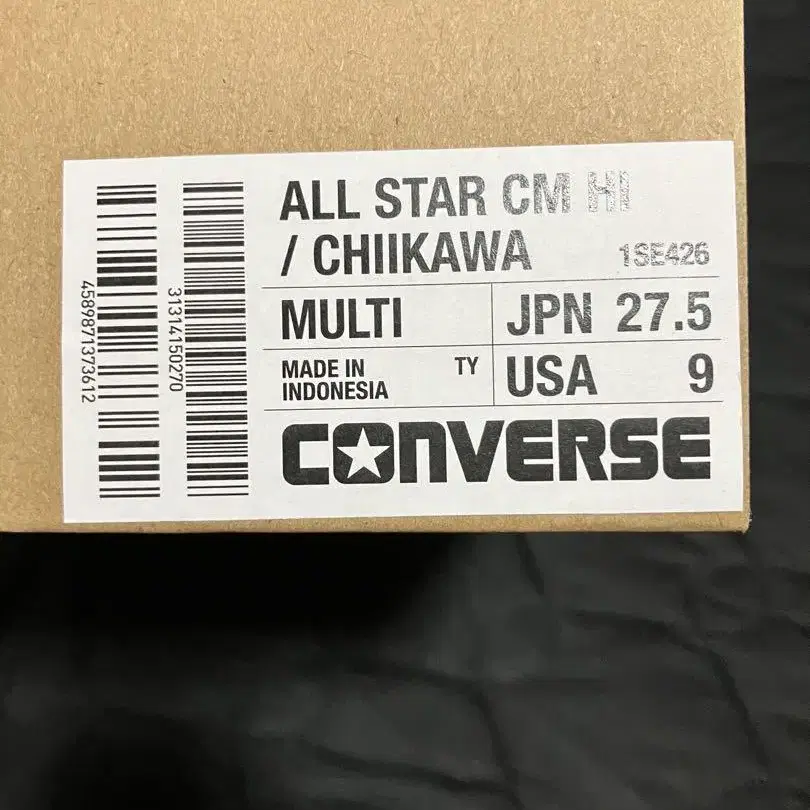 ALL STAR CM HI
/ CHIIKAWA 1SE426
MULTI JPN 27.5
MADE IN INDONESIA TY USA 9
CONVERSE
4589871373612
31314150270